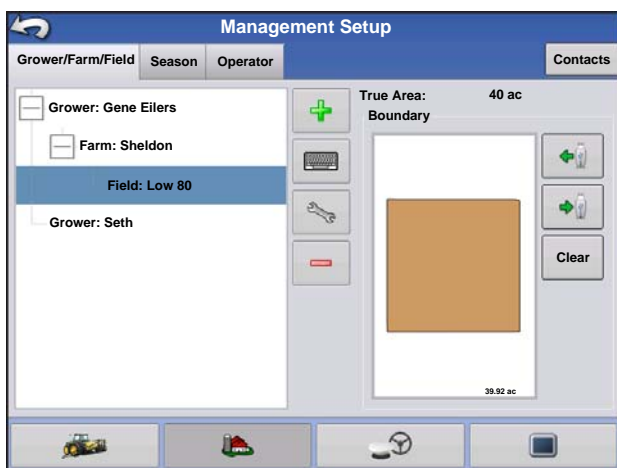 Management Setup
Grower/Farm/Field
Season
Operator
Contacts
Grower: Gene Eilers
Farm: Sheldon
Field: Low 80
Grower: Seth
True Area: 40 ac
Boundary
Clear
39.92 ac